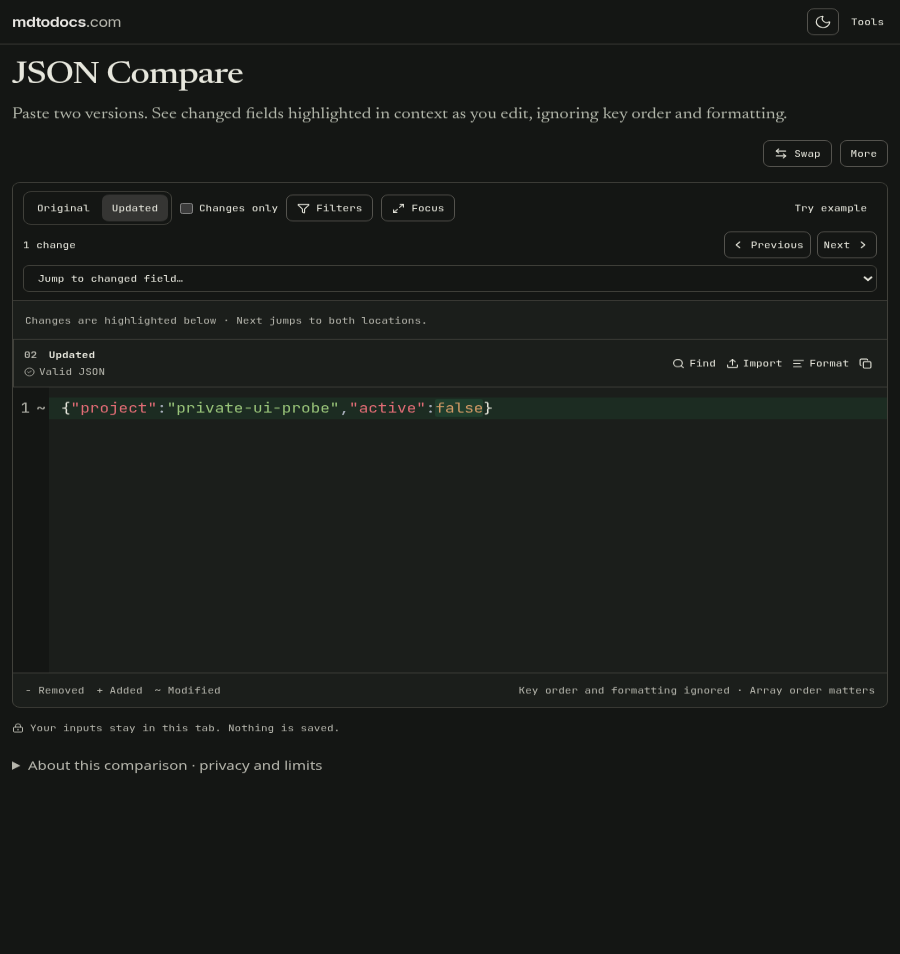 mdtodocs.com
Tools
JSON Compare
Paste two versions. See changed fields highlighted in context as you edit, ignoring key order and formatting.
Swap More
Original Updated Changes only Filters Focus Try example
1 change Previous Next
Jump to changed field…
Changes are highlighted below · Next jumps to both locations.
02 Updated
Valid JSON
Find Import Format
1 ~ {"project":"private-ui-probe","active":false}
- Removed + Added ~ Modified Key order and formatting ignored · Array order matters
Your inputs stay in this tab. Nothing is saved.
About this comparison · privacy and limits